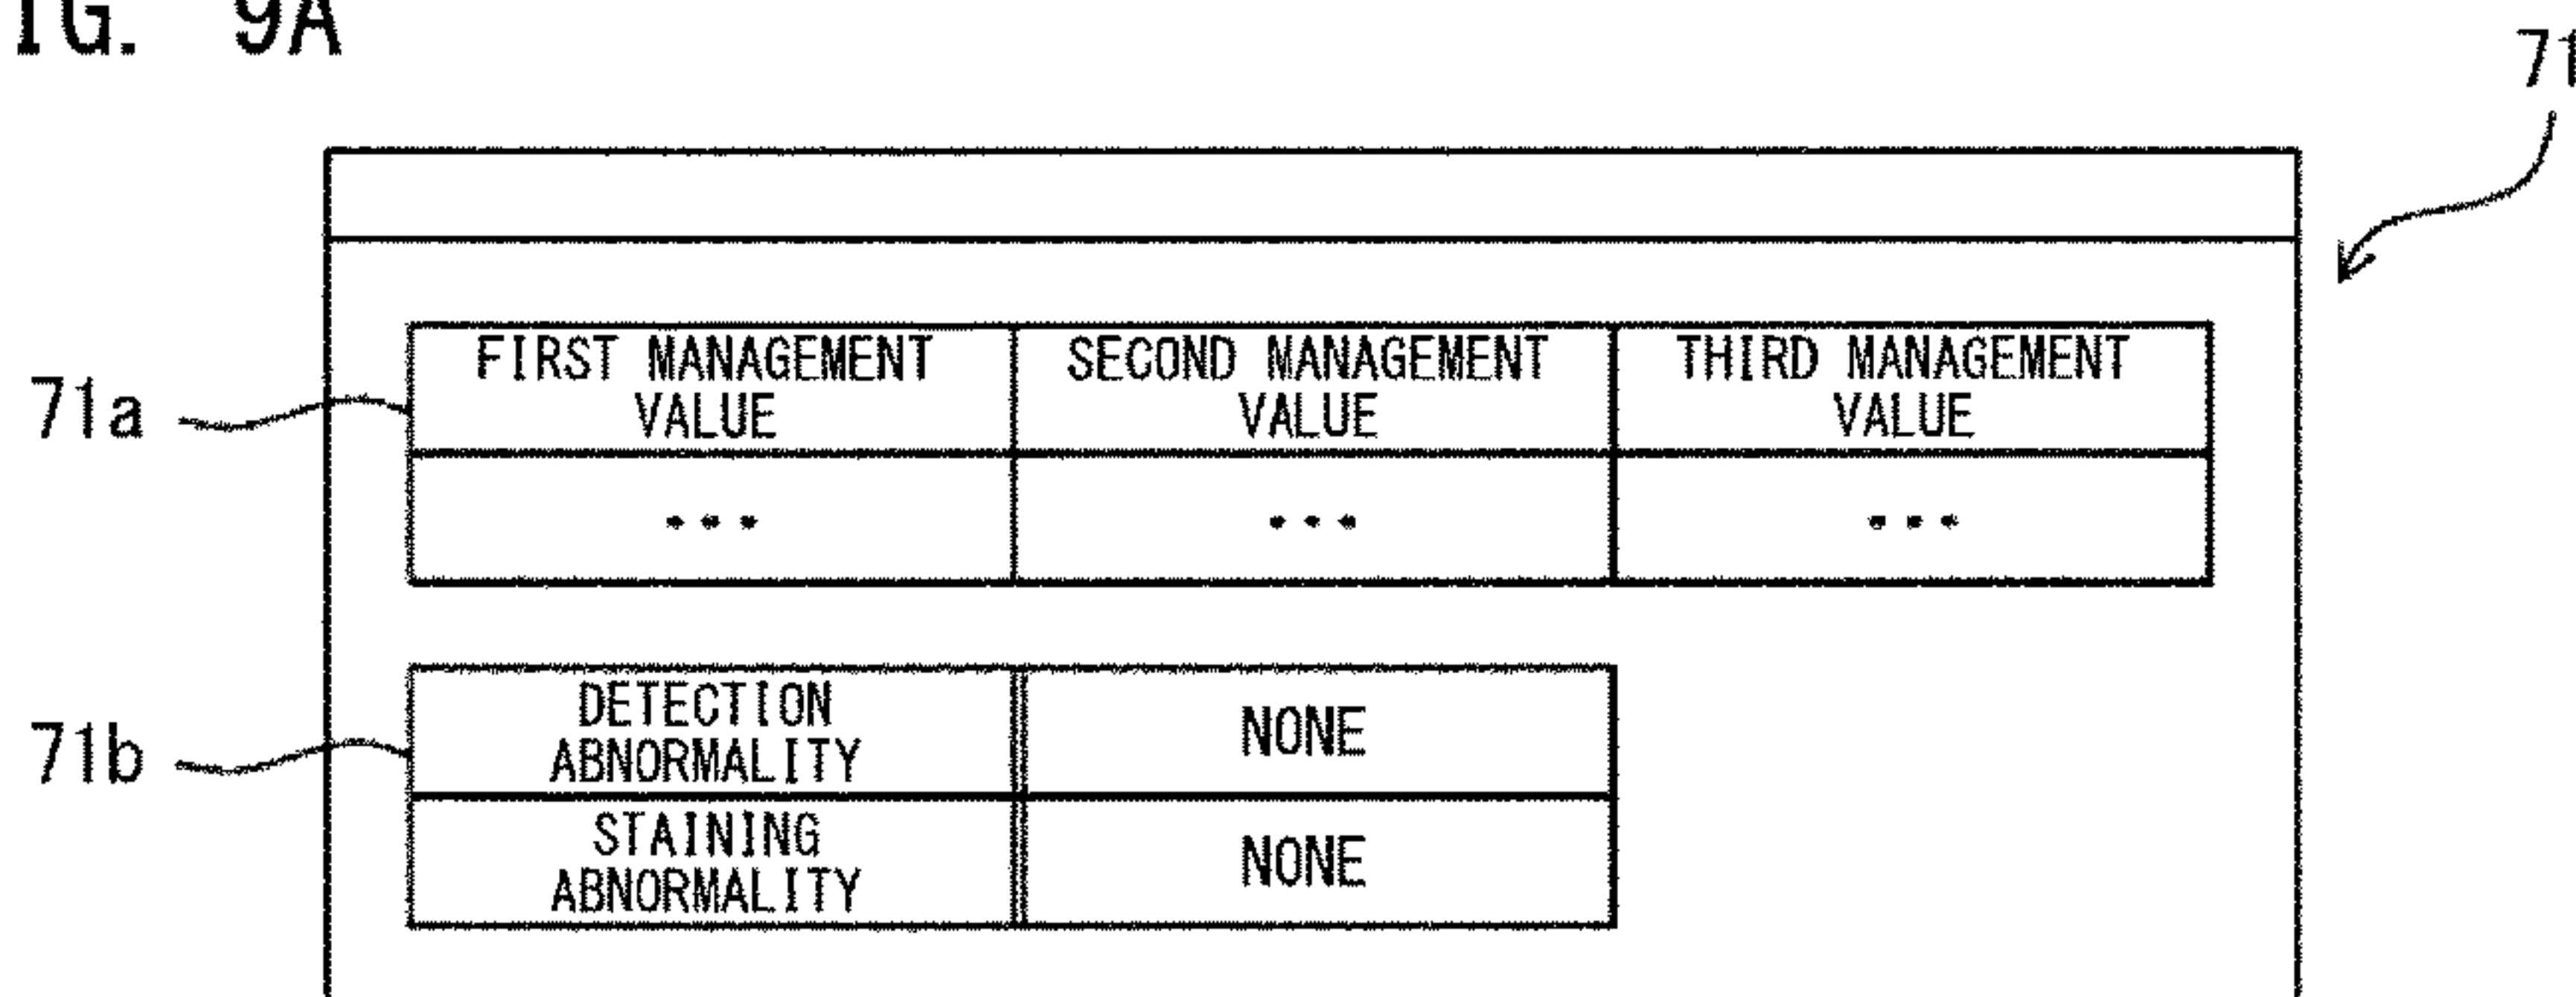 IG. 9A
71
FIRST MANAGEMENT VALUE
SECOND MANAGEMENT VALUE
THIRD MANAGEMENT VALUE
71a
... ... ...
DETECTION ABNORMALITY
NONE
71b
STAINING ABNORMALITY
NONE